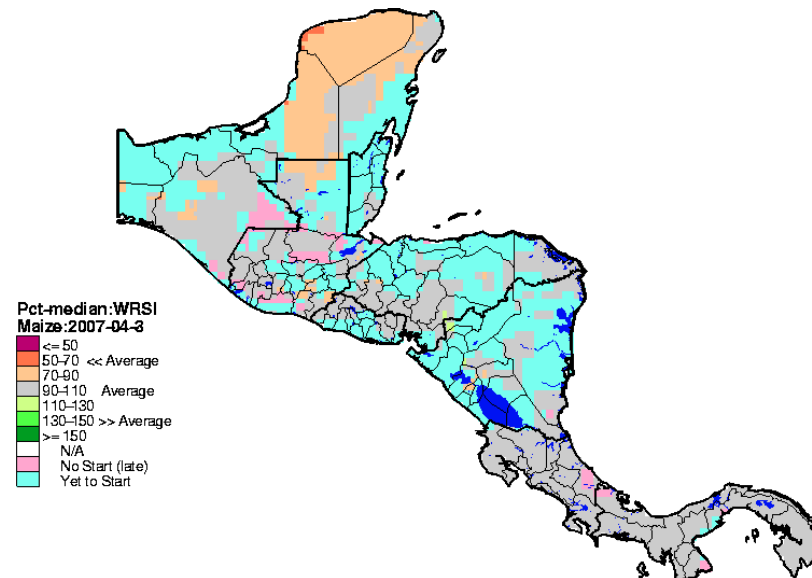 Pct-median:WRSI
Maize:2007-04-3
<= 50
50-70 << Average
70-90
90-110 Average
110-130
130-150 >> Average
>= 150
N/A
No Start (late)
Yet to Start